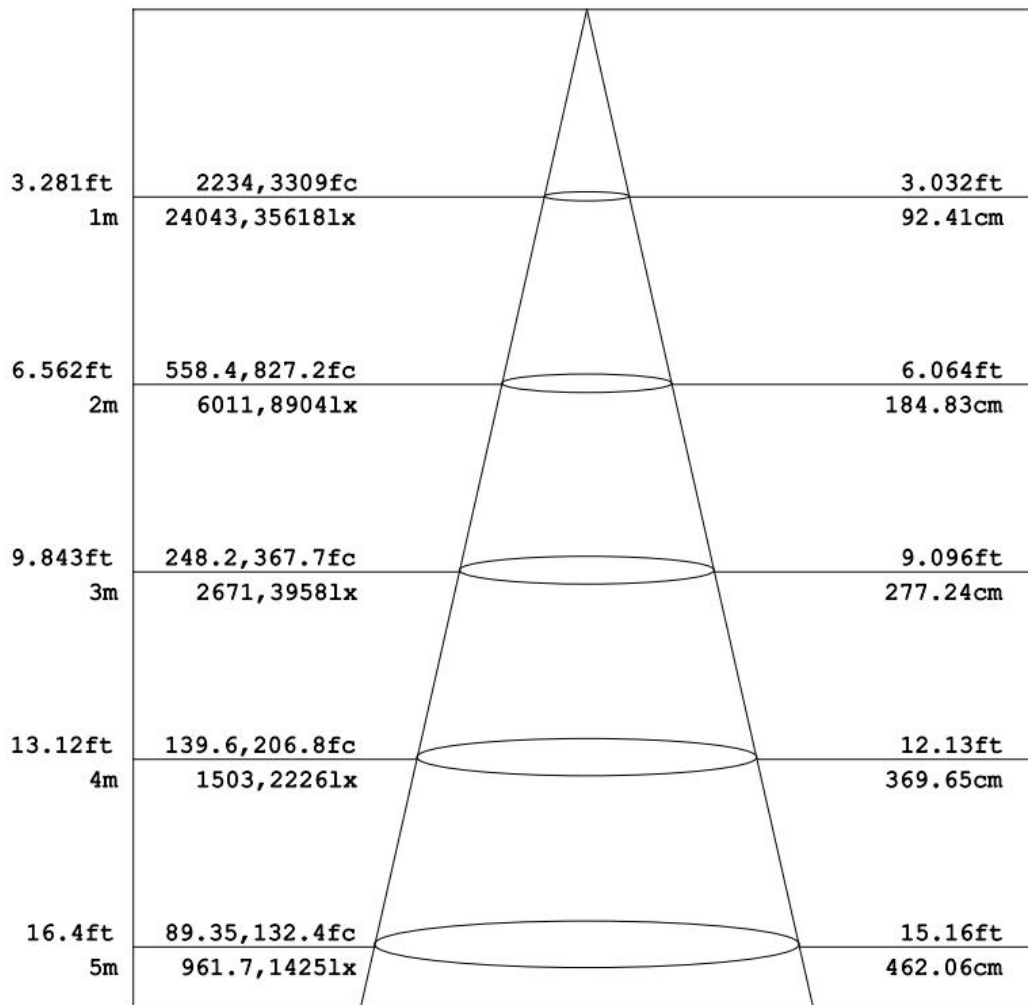 3.281ft 2234,3309fc 3.032ft
1m 24043,35618lx 92.41cm
6.562ft 558.4,827.2fc 6.064ft
2m 6011,8904lx 184.83cm
9.843ft 248.2,367.7fc 9.096ft
3m 2671,3958lx 277.24cm
13.12ft 139.6,206.8fc 12.13ft
4m 1503,2226lx 369.65cm
16.4ft 89.35,132.4fc 15.16ft
5m 961.7,1425lx 462.06cm